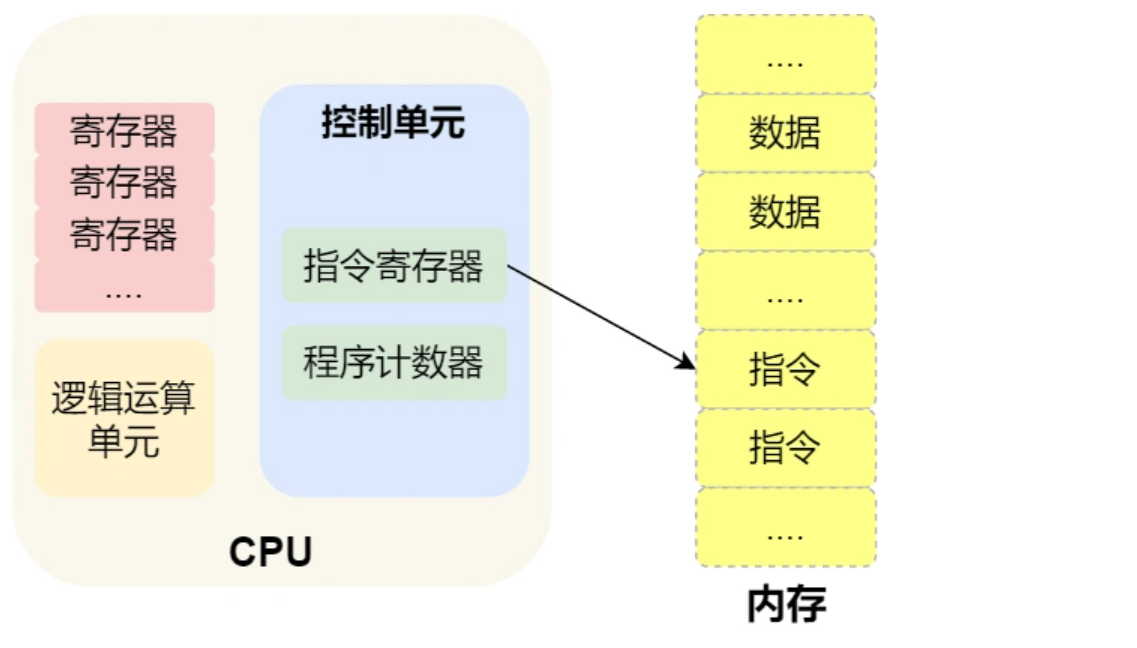 寄存器
寄存器
寄存器
....
逻辑运算
单元
控制单元
指令寄存器
程序计数器
CPU
....
数据
数据
....
指令
指令
....
内存